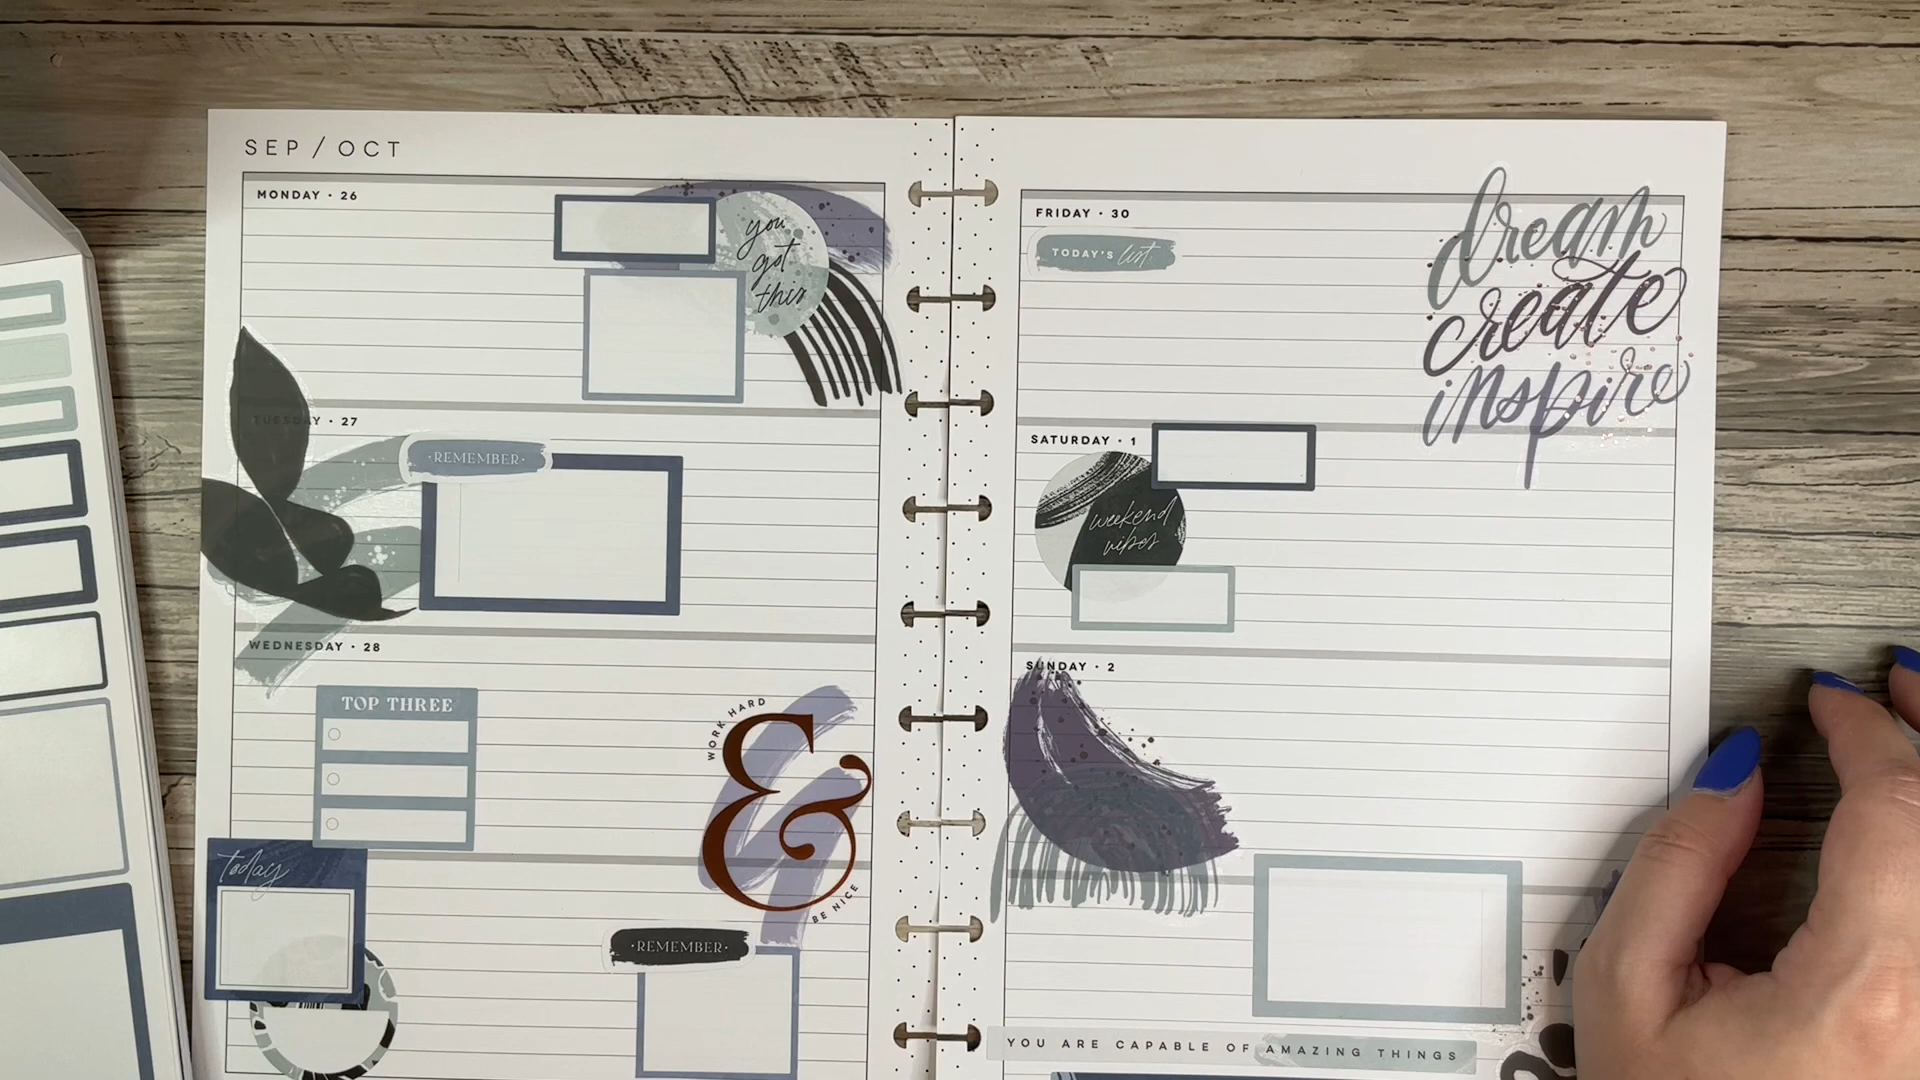 SEP / OCT
MONDAY • 26
you
got
this
TUESDAY • 27
•REMEMBER•
WEDNESDAY • 28
TOP THREE
WORK HARD
&
BE NICE
today
•REMEMBER•
FRIDAY • 30
TODAY'S list
dream
create
inspire
SATURDAY • 1
weekend
vibes
SUNDAY • 2
YOU ARE CAPABLE OF AMAZING THINGS